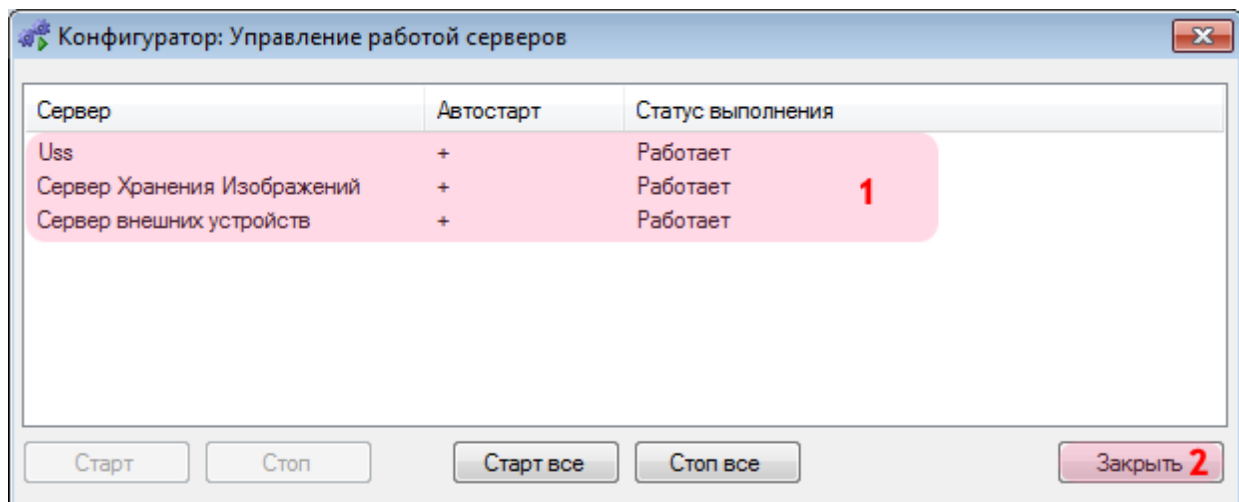 Конфигуратор: Управление работой серверов
Сервер Автостарт Статус выполнения
Uss + Работает
Сервер Хранения Изображений + Работает 1
Сервер внешних устройств + Работает
Старт Стоп Старт все Стоп все Закрыть 2